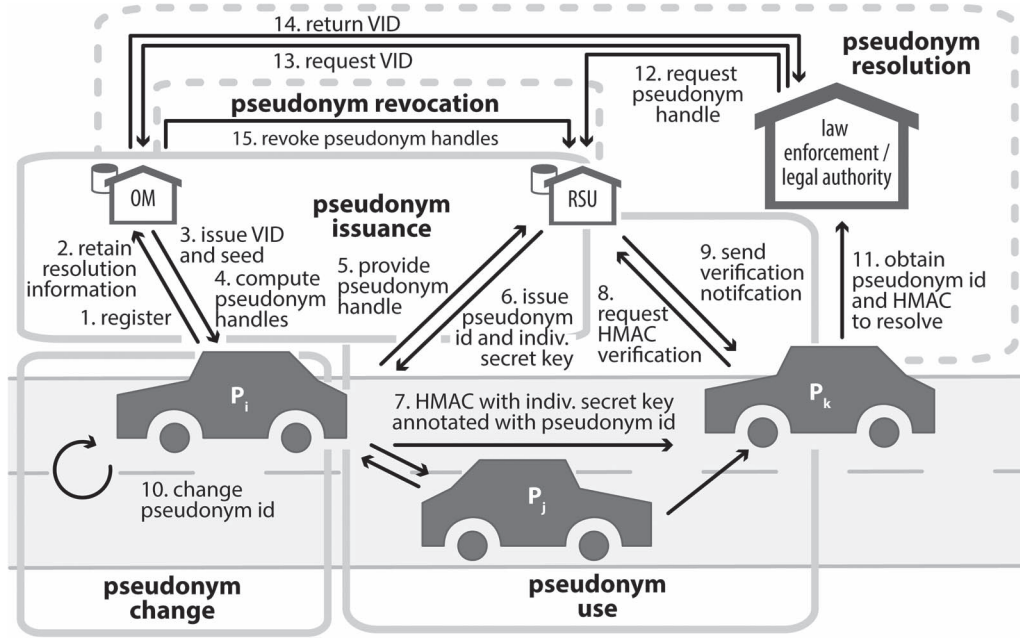 14. return VID
13. request VID
pseudonym
resolution
12. request
pseudonym
handle
pseudonym revocation
15. revoke pseudonym handles
law
enforcement /
legal authority
OM
RSU
pseudonym
issuance
2. retain
resolution
information
1. register
3. issue VID
and seed
4. compute
pseudonym
handles
5. provide
pseudonym
handle
6. issue
pseudonym
id and indiv.
secret key
8.
request
HMAC
verification
9. send
verification
notifcation
11. obtain
pseudonym id
and HMAC
to resolve
Pi
Pk
7. HMAC with indiv. secret key
annotated with pseudonym id
10. change
pseudonym id
Pj
pseudonym
change
pseudonym
use